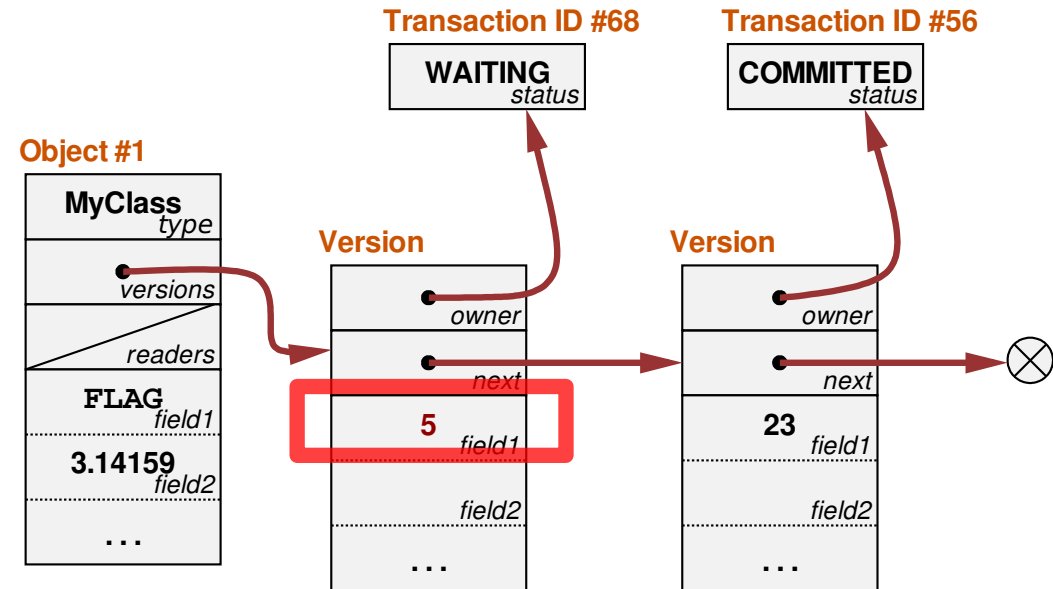 Transaction ID #68
Transaction ID #56
WAITING
status
COMMITTED
status
Object #1
MyClass
type
versions
readers
FLAG
field1
3.14159
field2
...
Version
owner
next
5
field1
field2
...
Version
owner
next
23
field1
field2
...